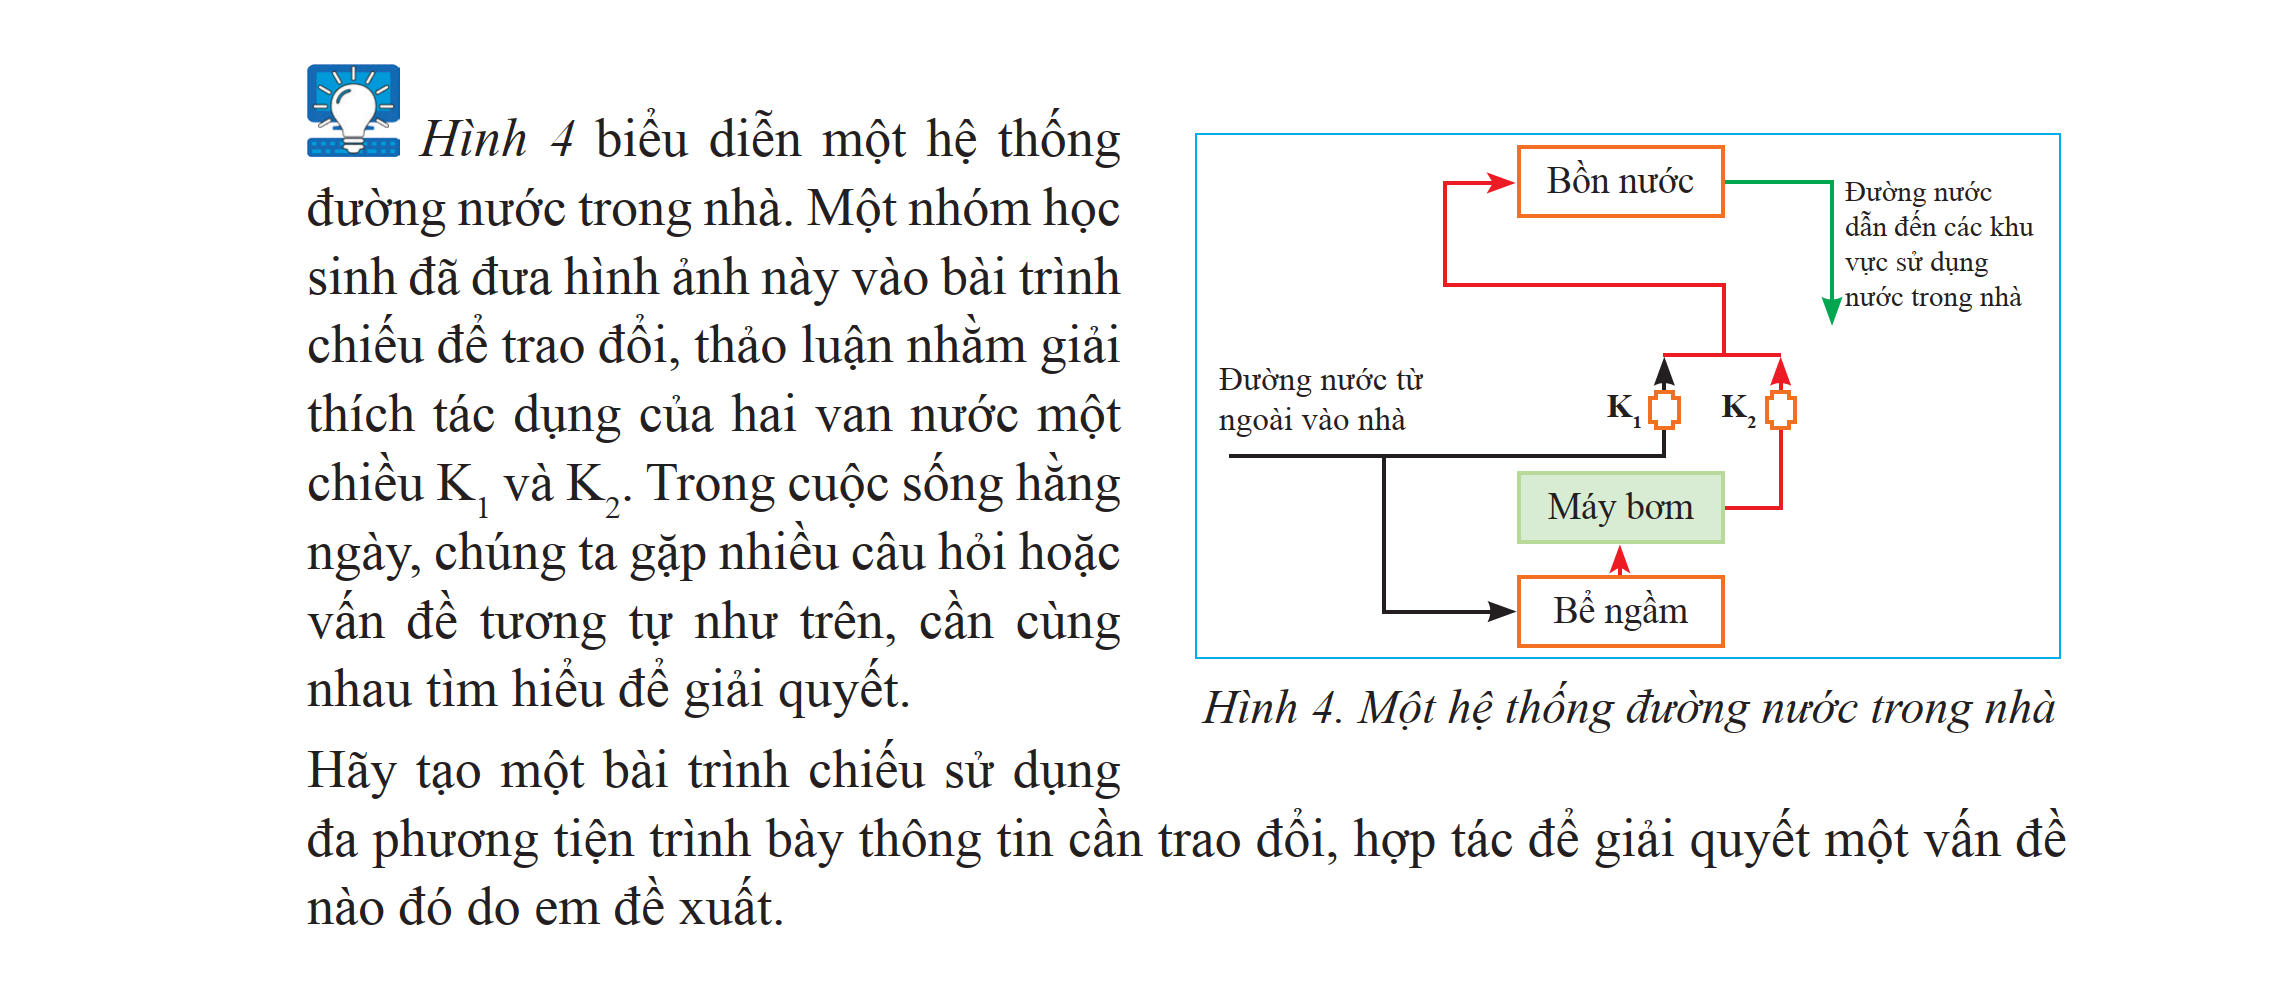 Hình 4 biểu diễn một hệ thống
đường nước trong nhà. Một nhóm học
sinh đã đưa hình ảnh này vào bài trình
chiếu để trao đổi, thảo luận nhằm giải
thích tác dụng của hai van nước một
chiều K₁ và K₂. Trong cuộc sống hằng
ngày, chúng ta gặp nhiều câu hỏi hoặc
vấn đề tương tự như trên, cần cùng
nhau tìm hiểu để giải quyết.
Hãy tạo một bài trình chiếu sử dụng
đa phương tiện trình bày thông tin cần trao đổi, hợp tác để giải quyết một vấn đề
nào đó do em đề xuất.
Bồn nước
Đường nước
dẫn đến các khu
vực sử dụng
nước trong nhà
Đường nước từ
ngoài vào nhà
K₁
K₂
Máy bơm
Bể ngầm
Hình 4. Một hệ thống đường nước trong nhà